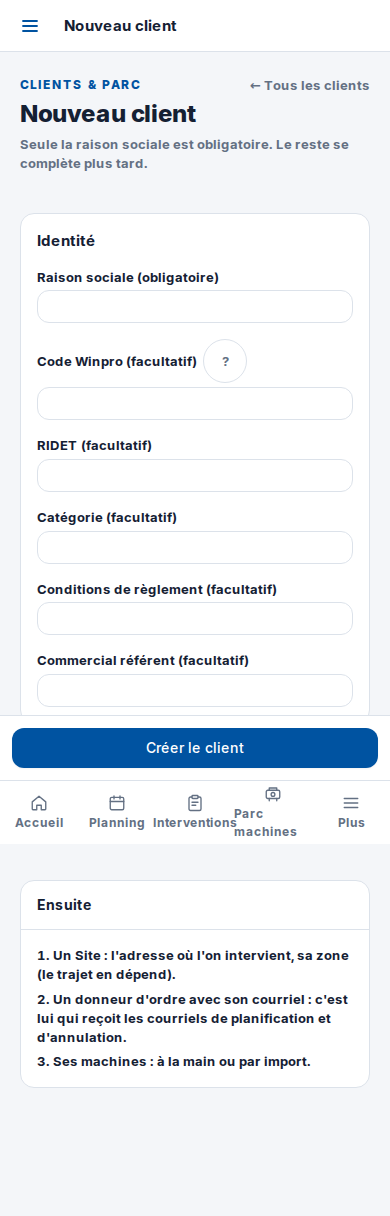 Nouveau client
CLIENTS & PARC
← Tous les clients
Nouveau client
Seule la raison sociale est obligatoire. Le reste se
complète plus tard.
Identité
Raison sociale (obligatoire)
Code Winpro (facultatif)
?
RIDET (facultatif)
Catégorie (facultatif)
Conditions de règlement (facultatif)
Commercial référent (facultatif)
Créer le client
Accueil
Planning
Interventions
Parc
machines
Plus
Ensuite
1. Un Site : l'adresse où l'on intervient, sa zone
(le trajet en dépend).
2. Un donneur d'ordre avec son courriel : c'est
lui qui reçoit les courriels de planification et
d'annulation.
3. Ses machines : à la main ou par import.